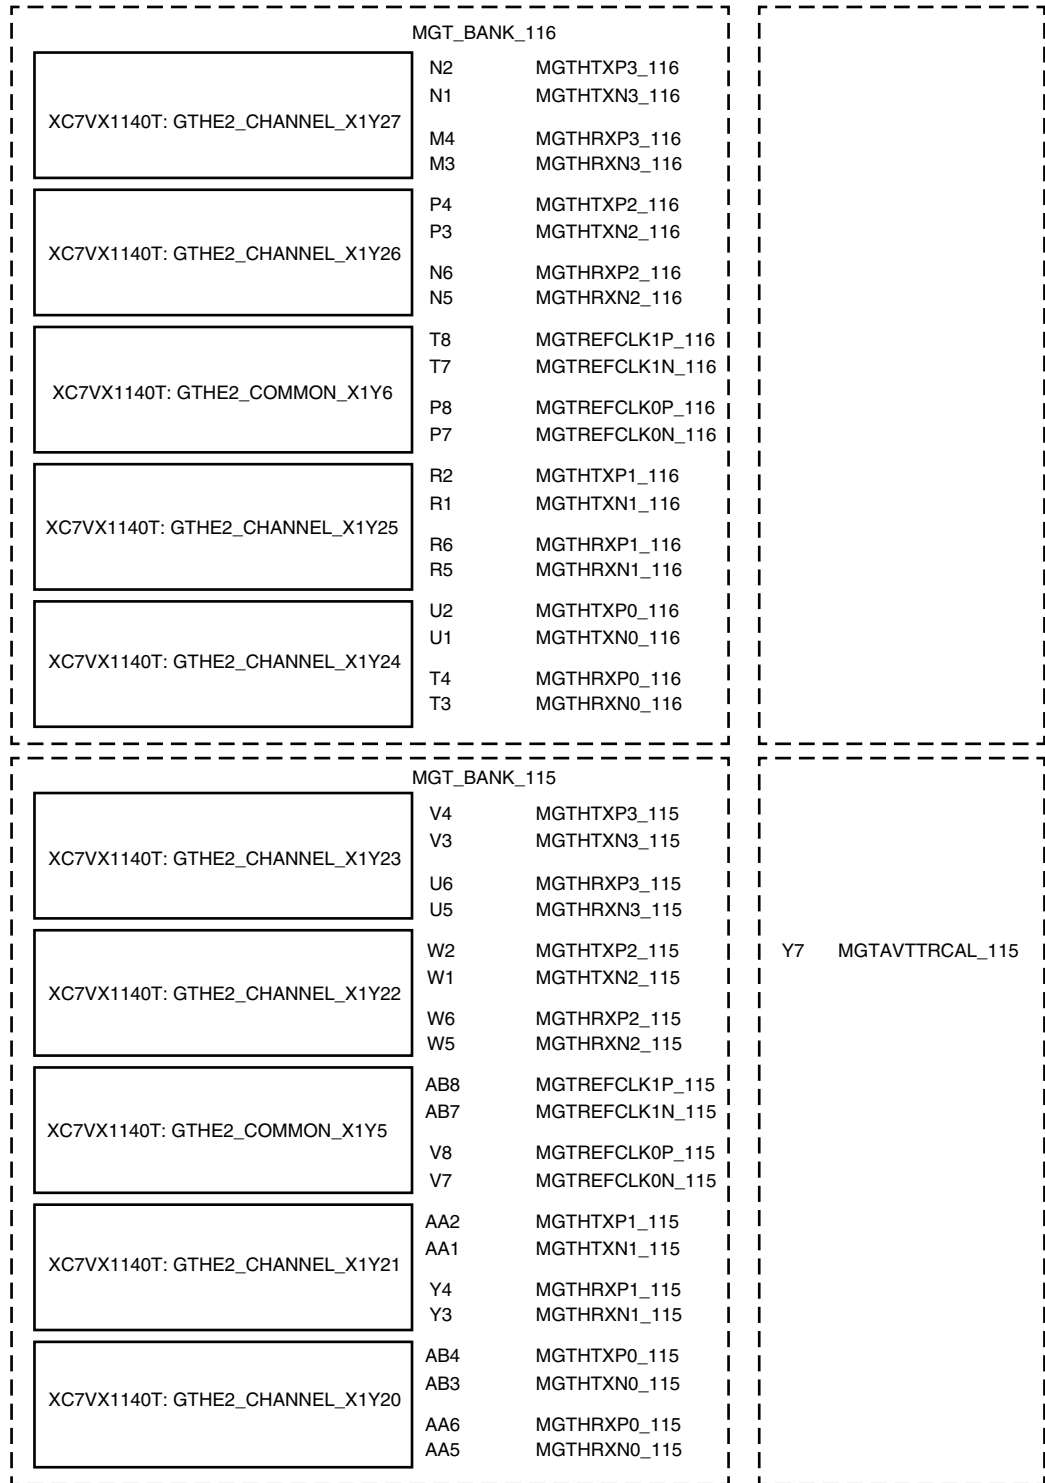 MGT_BANK_116
N2 MGTHTXP3_116
N1 MGTHTXN3_116
XC7VX1140T: GTHE2_CHANNEL_X1Y27
M4 MGTHRXP3_116
M3 MGTHRXN3_116
P4 MGTHTXP2_116
P3 MGTHTXN2_116
XC7VX1140T: GTHE2_CHANNEL_X1Y26
N6 MGTHRXP2_116
N5 MGTHRXN2_116
T8 MGTREFCLK1P_116
T7 MGTREFCLK1N_116
XC7VX1140T: GTHE2_COMMON_X1Y6
P8 MGTREFCLK0P_116
P7 MGTREFCLK0N_116
R2 MGTHTXP1_116
R1 MGTHTXN1_116
XC7VX1140T: GTHE2_CHANNEL_X1Y25
R6 MGTHRXP1_116
R5 MGTHRXN1_116
U2 MGTHTXP0_116
U1 MGTHTXN0_116
XC7VX1140T: GTHE2_CHANNEL_X1Y24
T4 MGTHRXP0_116
T3 MGTHRXN0_116
MGT_BANK_115
V4 MGTHTXP3_115
V3 MGTHTXN3_115
XC7VX1140T: GTHE2_CHANNEL_X1Y23
U6 MGTHRXP3_115
U5 MGTHRXN3_115
W2 MGTHTXP2_115 Y7 MGTAVTTRCAL_115
W1 MGTHTXN2_115
XC7VX1140T: GTHE2_CHANNEL_X1Y22
W6 MGTHRXP2_115
W5 MGTHRXN2_115
AB8 MGTREFCLK1P_115
AB7 MGTREFCLK1N_115
XC7VX1140T: GTHE2_COMMON_X1Y5
V8 MGTREFCLK0P_115
V7 MGTREFCLK0N_115
AA2 MGTHTXP1_115
AA1 MGTHTXN1_115
XC7VX1140T: GTHE2_CHANNEL_X1Y21
Y4 MGTHRXP1_115
Y3 MGTHRXN1_115
AB4 MGTHTXP0_115
AB3 MGTHTXN0_115
XC7VX1140T: GTHE2_CHANNEL_X1Y20
AA6 MGTHRXP0_115
AA5 MGTHRXN0_115